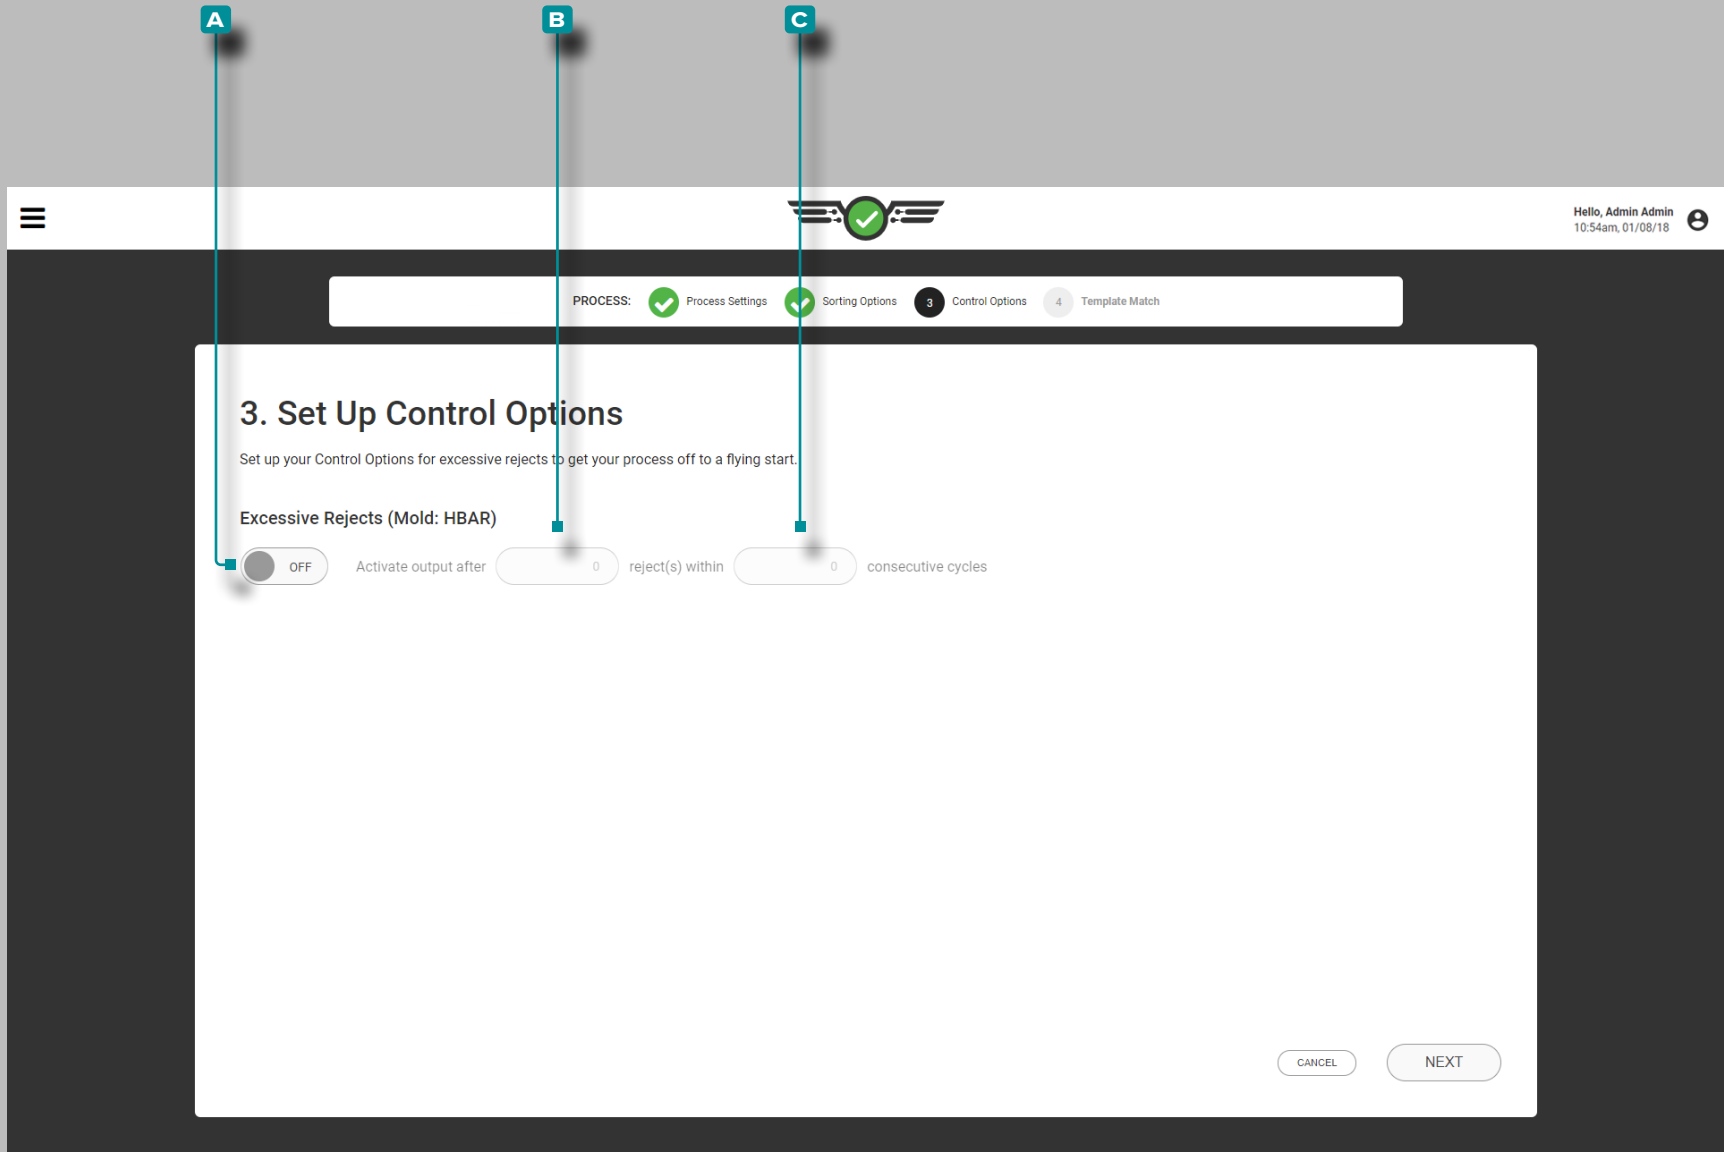 A B C
Hello, Admin Admin
10:54am, 01/08/18
PROCESS: Process Settings Sorting Options 3 Control Options 4 Template Match
3. Set Up Control Options
Set up your Control Options for excessive rejects to get your process off to a flying start.
Excessive Rejects (Mold: HBAR)
OFF Activate output after 0 reject(s) within 0 consecutive cycles
CANCEL NEXT